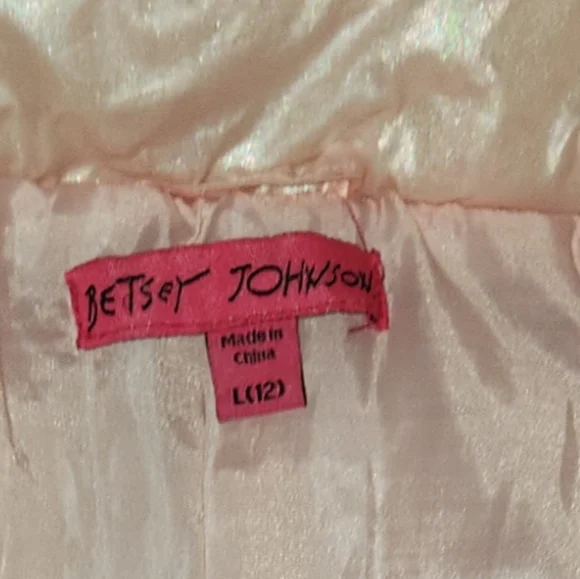 BETSEY JOHNSON
Made in
China
L(12)